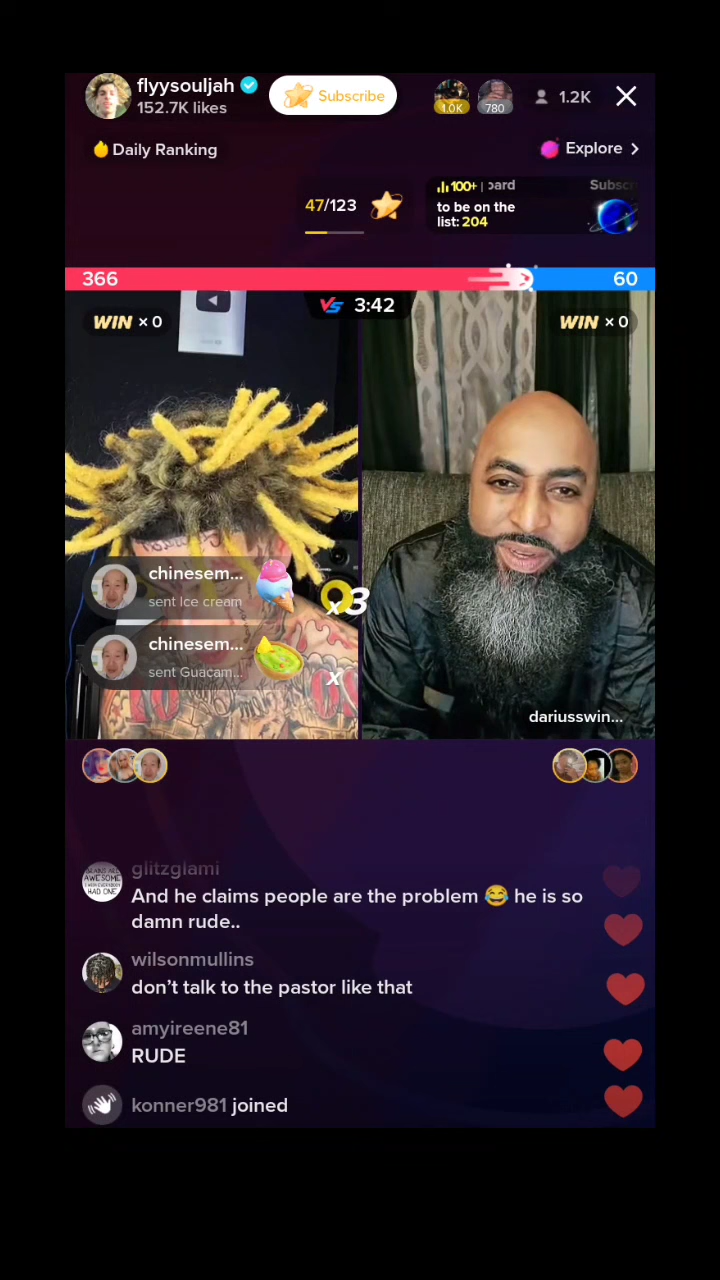 flyysouljah
152.7K likes
Subscribe
1.0K
780
1.2K
Daily Ranking
Explore
47/123
100+
to be on the
list: 204
366
60
VS 3:42
WIN × 0
WIN × 0
chinesem...
sent Ice cream
x3
chinesem...
sent Guacam...
x
dariusswin...
glitzglami
And he claims people are the problem 😂 he is so
damn rude..
wilsonmullins
don't talk to the pastor like that
amyireene81
RUDE
konner981 joined